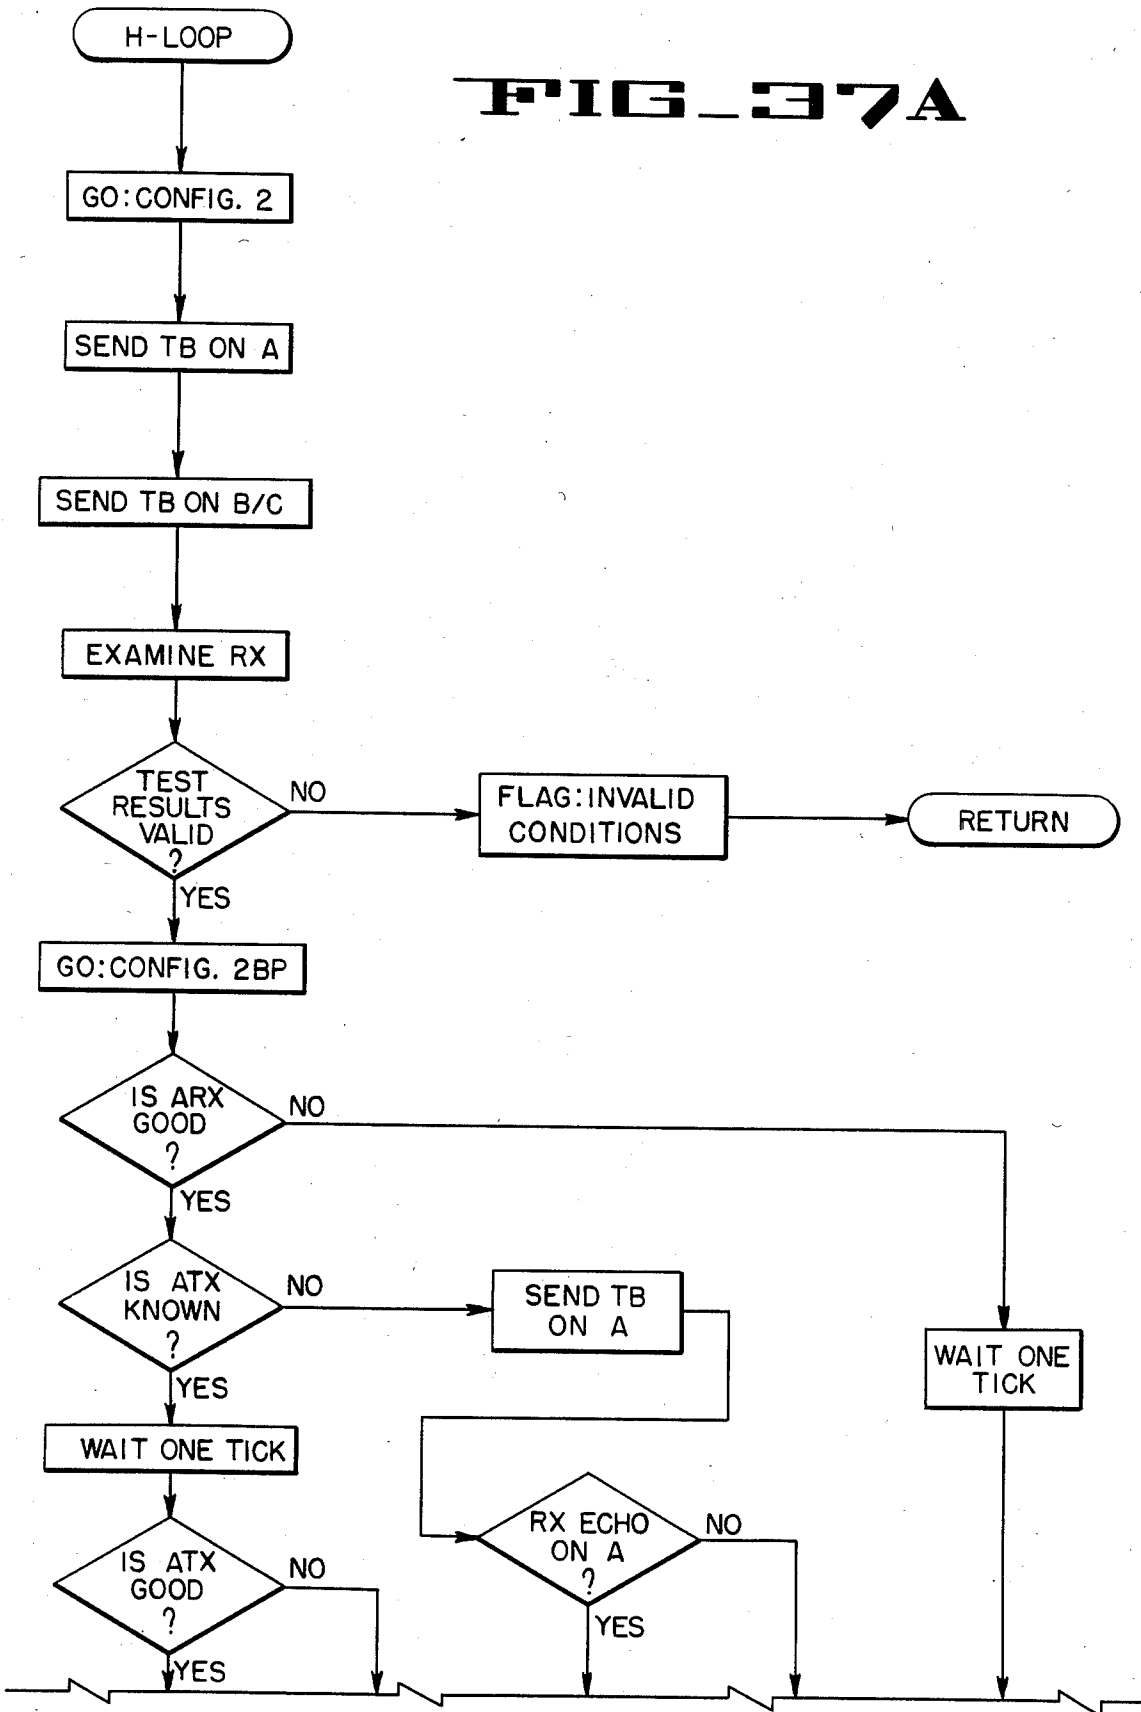 H-LOOP
FIG_37A
GO:CONFIG. 2
SEND TB ON A
SEND TB ON B/C
EXAMINE RX
TEST
RESULTS
VALID
?
NO
FLAG:INVALID
CONDITIONS
RETURN
YES
GO:CONFIG. 2BP
IS ARX
GOOD
?
NO
YES
IS ATX
KNOWN
?
NO
SEND TB
ON A
WAIT ONE
TICK
YES
WAIT ONE TICK
RX ECHO
ON A
?
NO
YES
IS ATX
GOOD
?
NO
YES